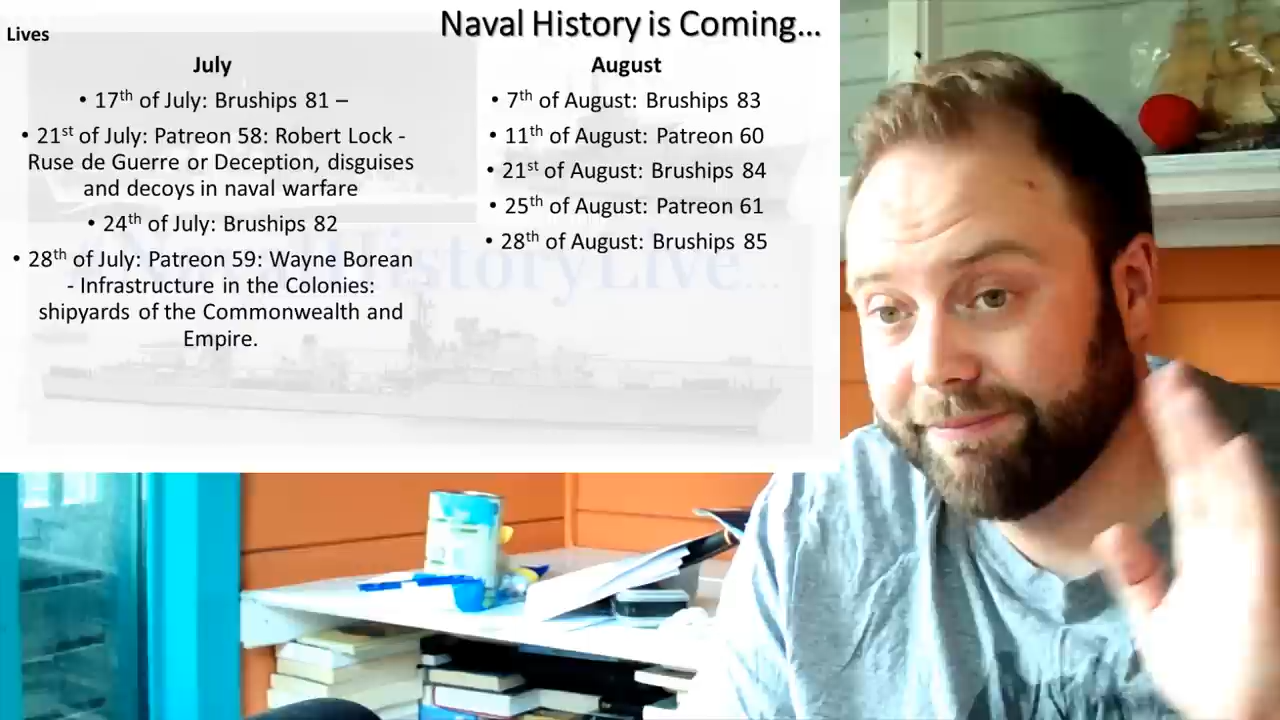 Lives
Naval History is Coming...
July
• 17th of July: Bruships 81 –
• 21st of July: Patreon 58: Robert Lock -
Ruse de Guerre or Deception, disguises
and decoys in naval warfare
• 24th of July: Bruships 82
• 28th of July: Patreon 59: Wayne Borean
- Infrastructure in the Colonies:
shipyards of the Commonwealth and
Empire.
August
• 7th of August: Bruships 83
• 11th of August: Patreon 60
• 21st of August: Bruships 84
• 25th of August: Patreon 61
• 28th of August: Bruships 85
#NavalHistoryLive...